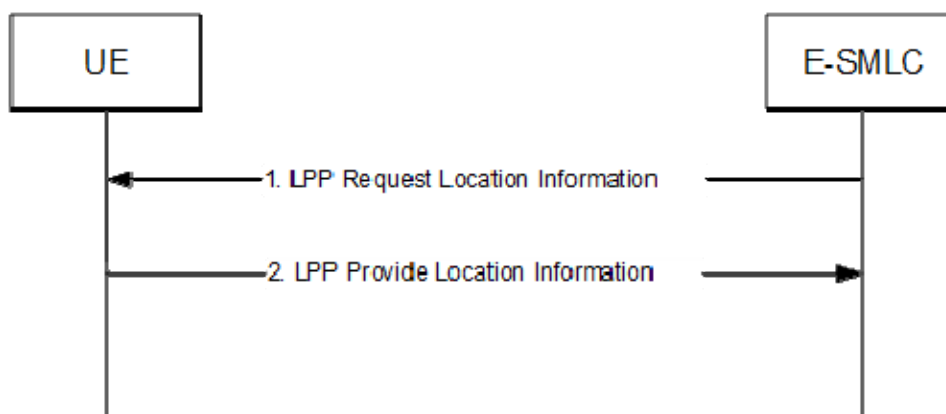 UE
E-SMLC
1. LPP Request Location Information
2. LPP Provide Location Information